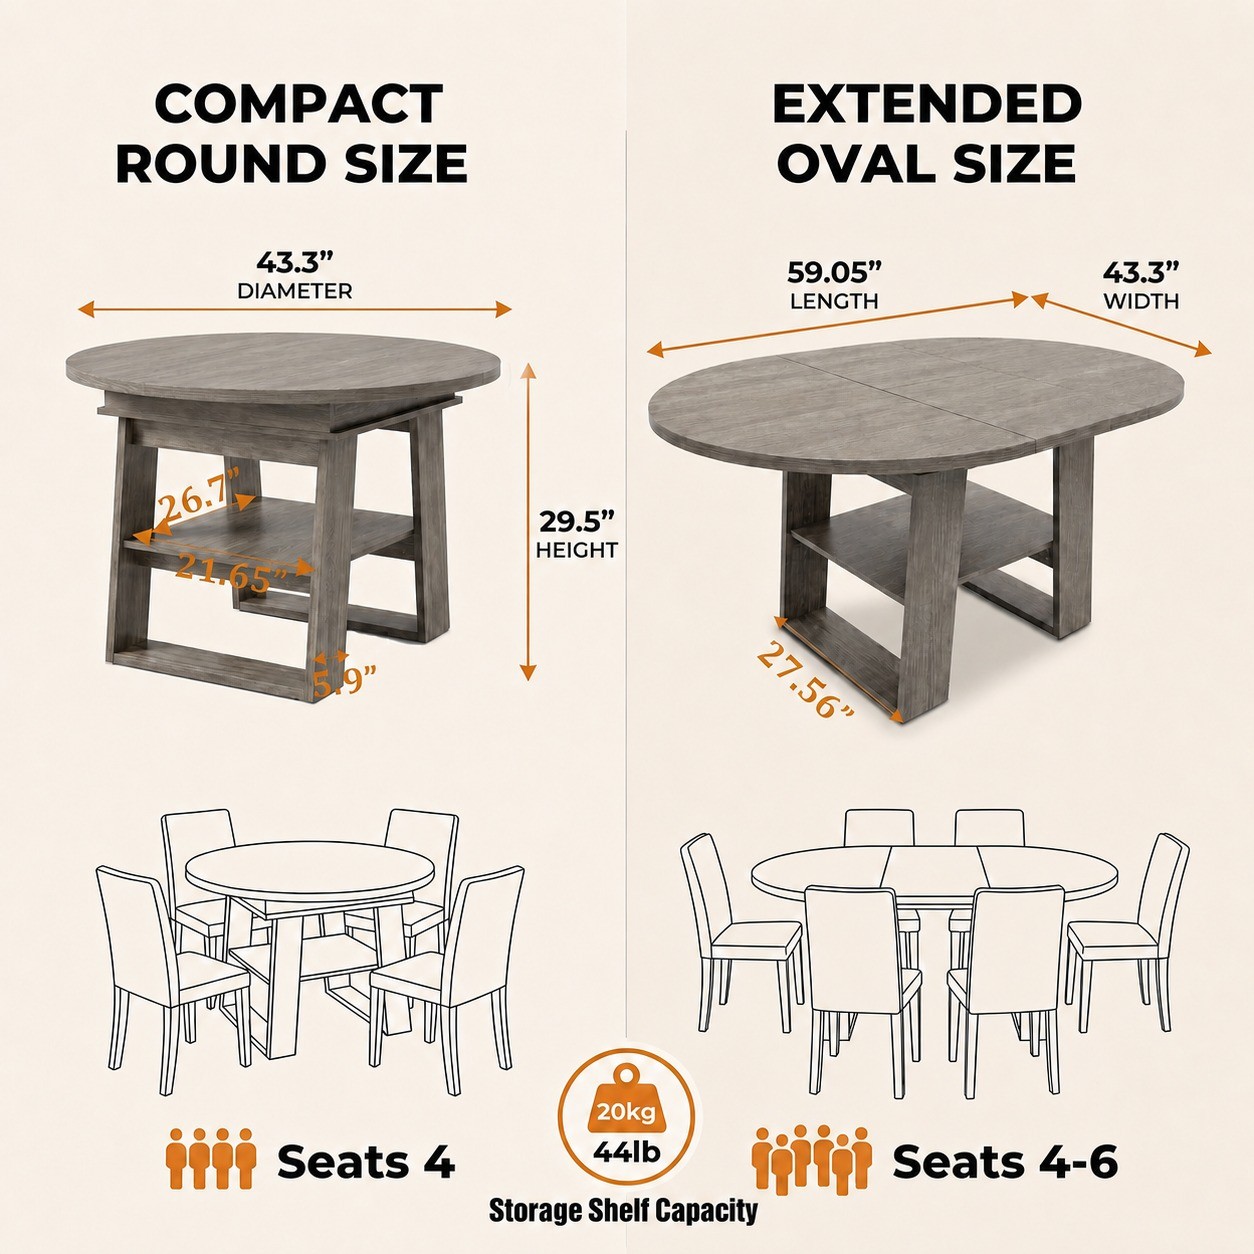 COMPACT
ROUND SIZE
43.3”
DIAMETER
29.5”
HEIGHT
26.7”
21.65”
5.9”
Seats 4
EXTENDED
OVAL SIZE
59.05”
LENGTH
43.3”
WIDTH
27.56”
Seats 4-6
20kg
44lb
Storage Shelf Capacity